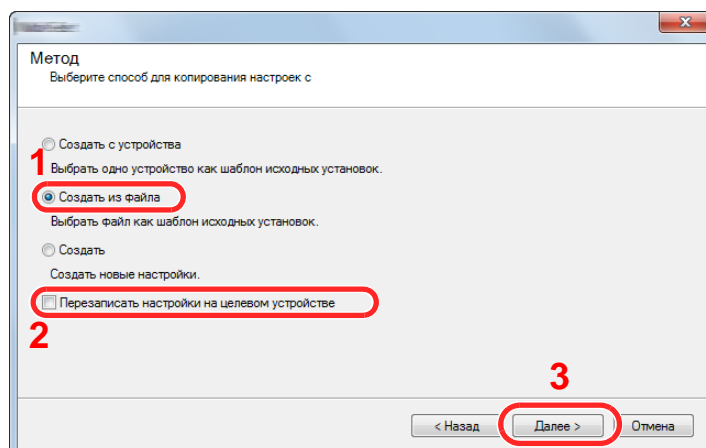 Метод
Выберите способ для копирования настроек с
Создать с устройства
1
Выбрать одно устройство как шаблон исходных установок.
Создать из файла
Выбрать файл как шаблон исходных установок.
Создать
Создать новые настройки.
Перезаписать настройки на целевом устройстве
2
3
< Назад Далее > Отмена